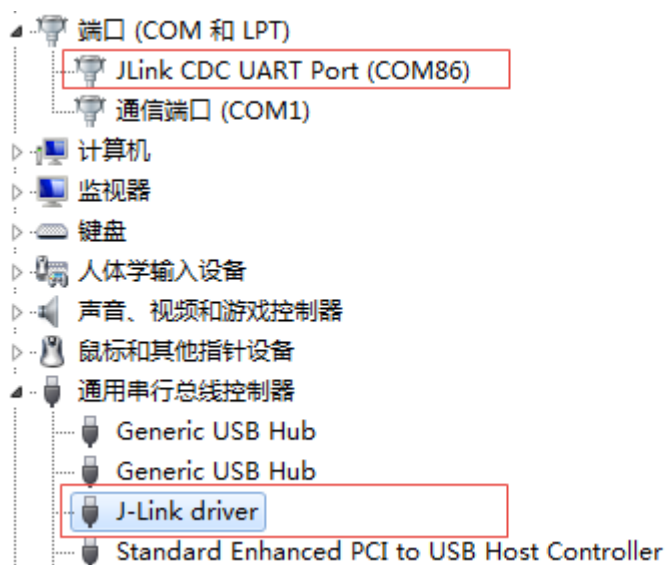 端口 (COM 和 LPT)
JLink CDC UART Port (COM86)
通信端口 (COM1)
计算机
监视器
键盘
人体学输入设备
声音、视频和游戏控制器
鼠标和其他指针设备
通用串行总线控制器
Generic USB Hub
Generic USB Hub
J-Link driver
Standard Enhanced PCI to USB Host Controller